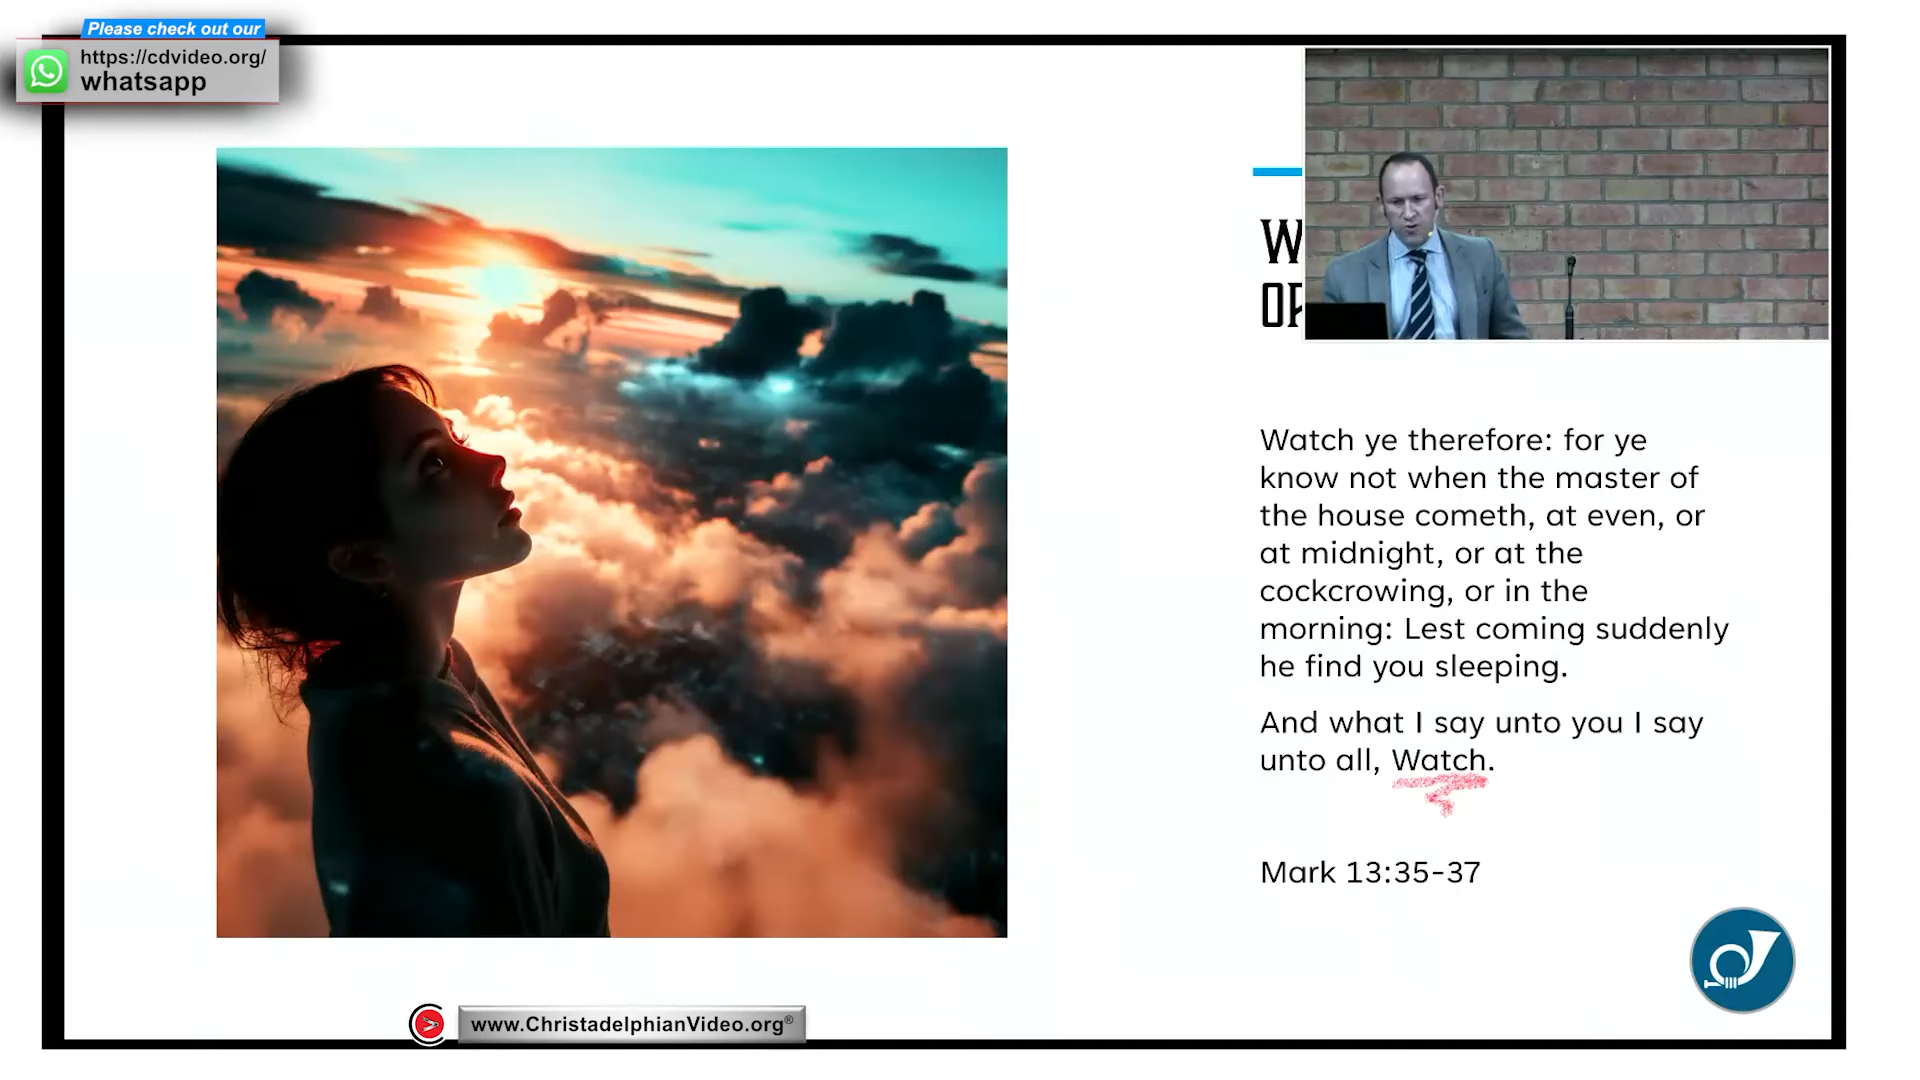 Please check out our
https://cdvideo.org/
whatsapp
Watch ye therefore: for ye
know not when the master of
the house cometh, at even, or
at midnight, or at the
cockcrowing, or in the
morning: Lest coming suddenly
he find you sleeping.
And what I say unto you I say
unto all, Watch.
Mark 13:35-37
www.ChristadelphianVideo.org®